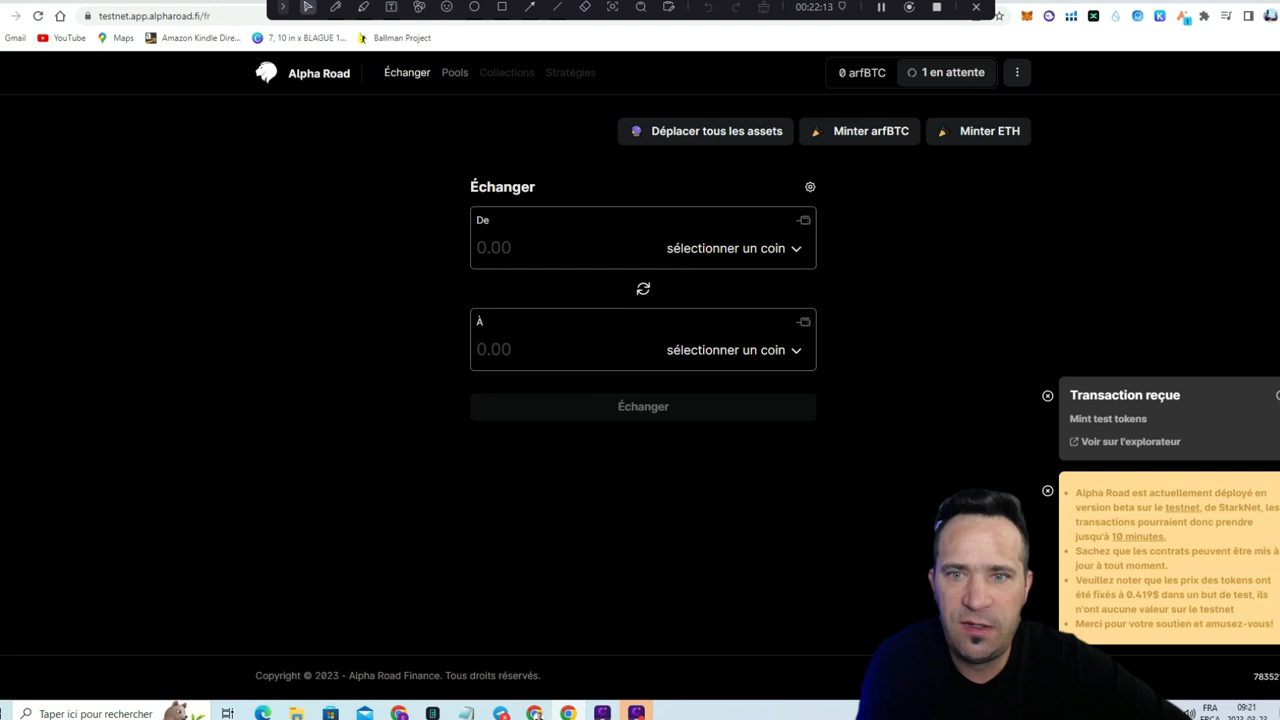 testnet.app.alpharoad.fi/fr
00:22:13
Gmail
YouTube
Maps
Amazon Kindle Dire...
7, 10 in x BLAGUE 1...
Ballman Project
Alpha Road
Échanger
Pools
Collections
Stratégies
0 arfBTC
1 en attente
Déplacer tous les assets
Minter arfBTC
Minter ETH
Échanger
De
0.00
sélectionner un coin
À
0.00
sélectionner un coin
Échanger
Transaction reçue
Mint test tokens
Voir sur l'explorateur
Alpha Road est actuellement déployé en
version beta sur le testnet, de StarkNet, les
transactions pourraient donc prendre
jusqu'à 10 minutes.
Sachez que les contrats peuvent être mis à
jour à tout moment.
Veuillez noter que les prix des tokens ont
été fixés à 0.419$ dans un but de test, ils
n'ont aucune valeur sur le testnet
Merci pour votre soutien et amusez-vous!
Copyright © 2023 - Alpha Road Finance. Tous droits réservés.
78352
Taper ici pour rechercher
FRA
09:21